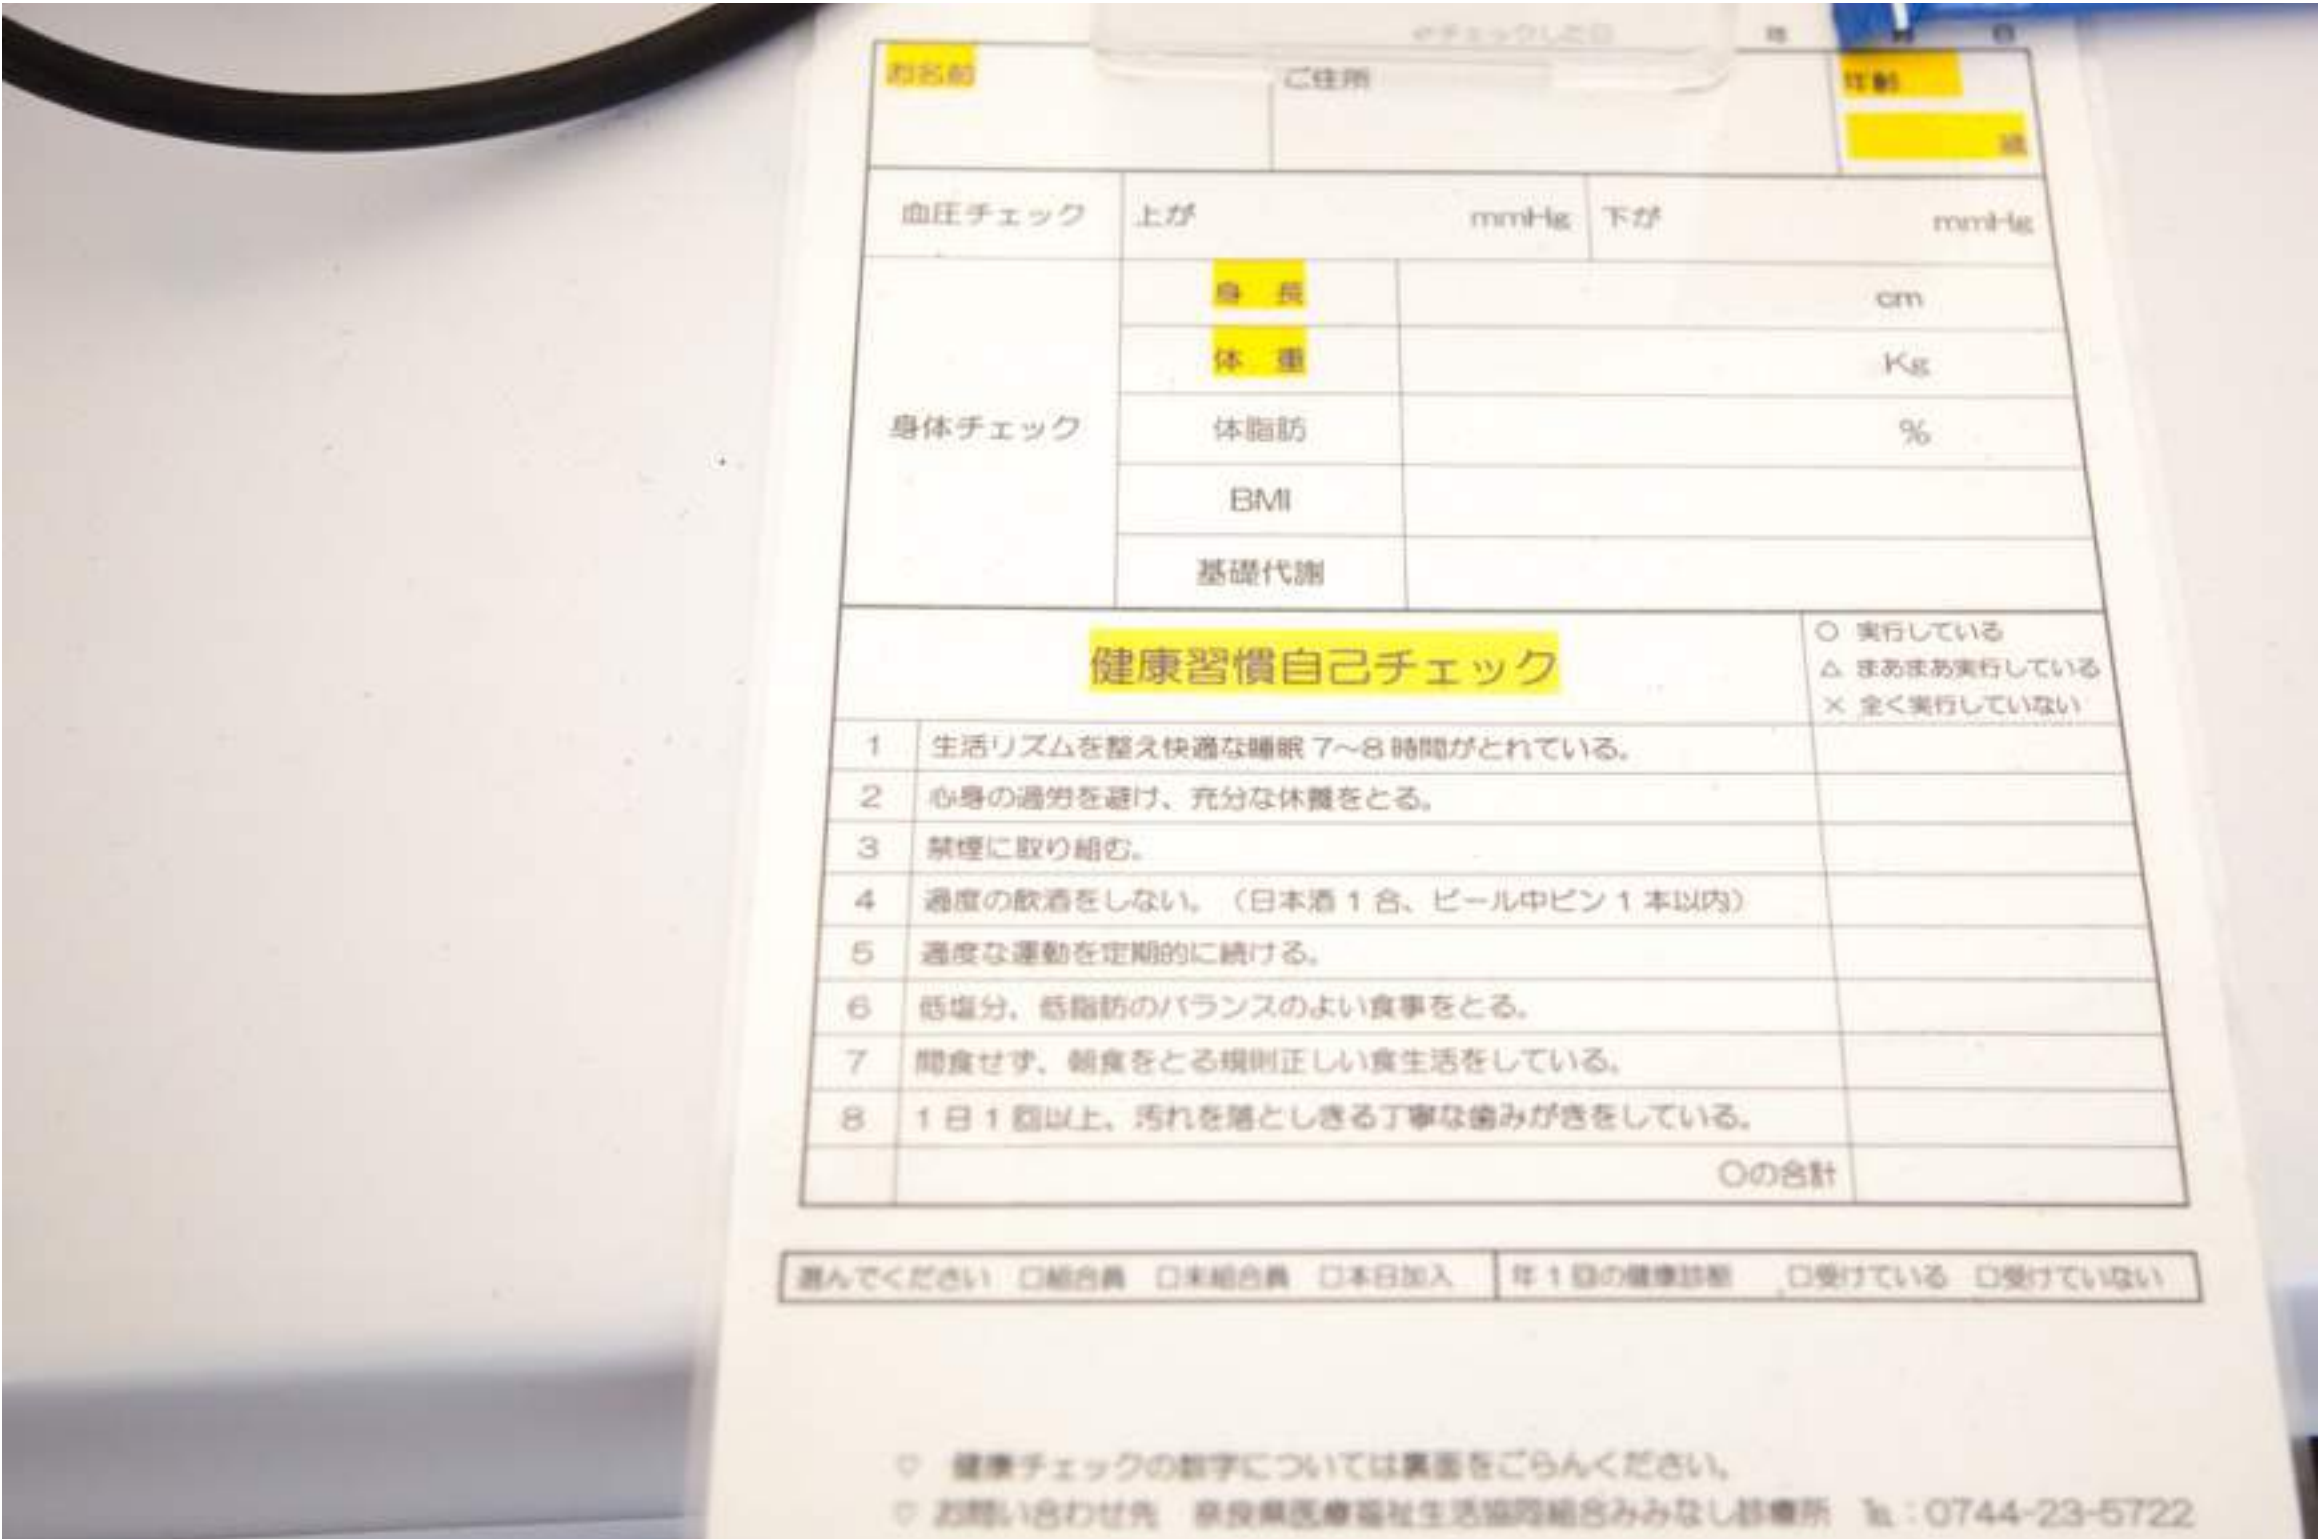 チェックした日 年 月 日
お名前 ご住所 年齢
歳
血圧チェック 上が mmHg 下が mmHg
身体チェック
身 長 cm
体 重 Kg
体脂肪 %
BMI
基礎代謝
健康習慣自己チェック
○ 実行している
△ まあまあ実行している
× 全く実行していない
1 生活リズムを整え快適な睡眠7~8時間がとれている。
2 心身の過労を避け、充分な休養をとる。
3 禁煙に取り組む。
4 過度の飲酒をしない。(日本酒1合、ビール中ビン1本以内)
5 適度な運動を定期的に続ける。
6 低塩分、低脂肪のバランスのよい食事をとる。
7 間食せず、朝食をとる規則正しい食生活をしている。
8 1日1回以上、汚れを落としきる丁寧な歯みがきをしている。
○の合計
選んでください □組合員 □未組合員 □本日加入 年1回の健康診断 □受けている □受けていない
♡ 健康チェックの数字については裏面をごらんください。
♡ お問い合わせ先 奈良県医療福祉生活協同組合みみなし診療所 ℡:0744-23-5722